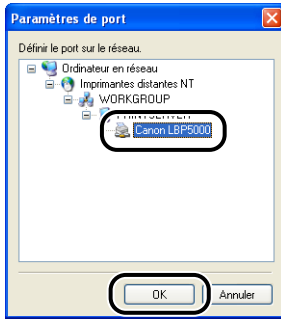 Paramètres de port
Définir le port sur le réseau.
Ordinateur en réseau
Imprimantes distantes NT
WORKGROUP
PRINTSERVER
Canon LBP5000
OK
Annuler